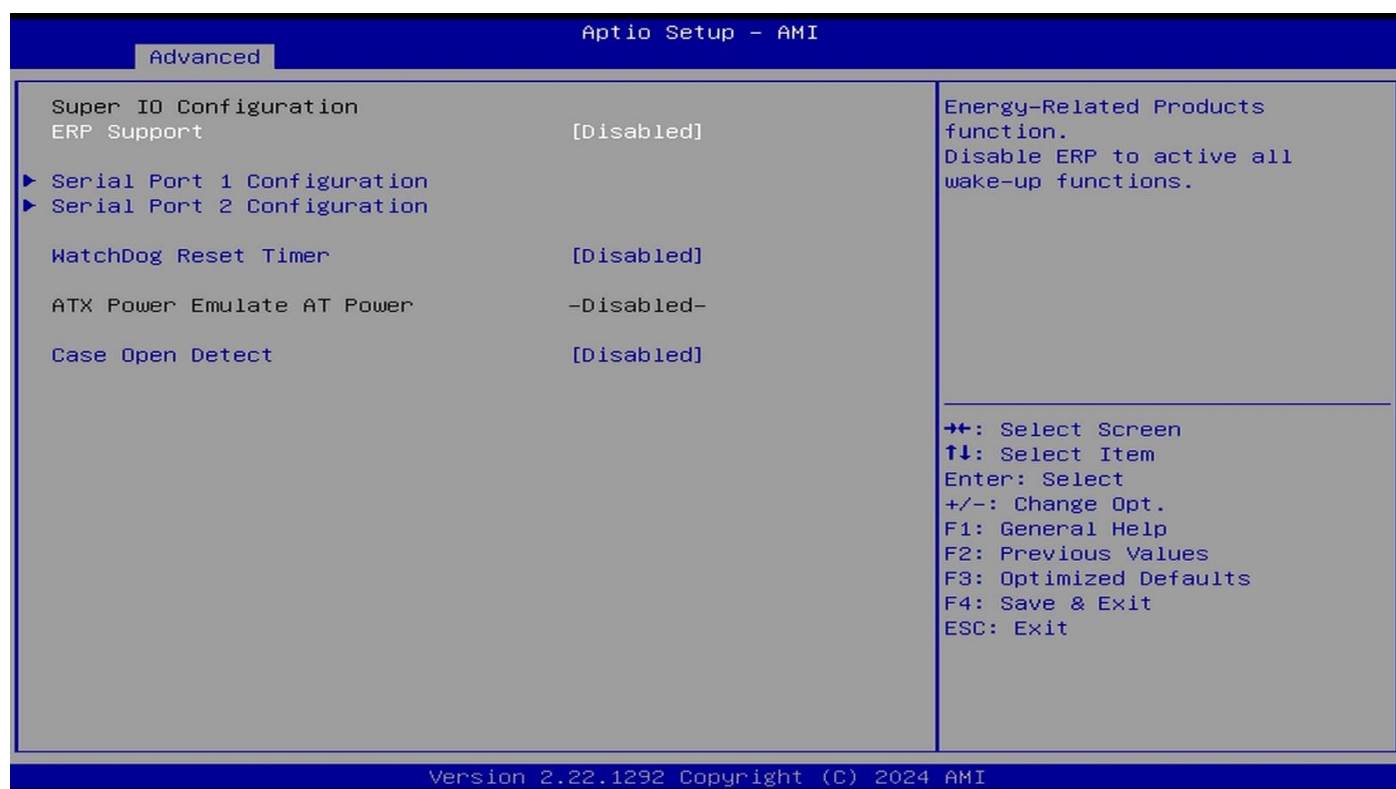 Aptio Setup - AMI
Advanced
Super IO Configuration
ERP Support [Disabled]
Serial Port 1 Configuration
Serial Port 2 Configuration
WatchDog Reset Timer [Disabled]
ATX Power Emulate AT Power -Disabled-
Case Open Detect [Disabled]
Energy-Related Products
function.
Disable ERP to active all
wake-up functions.
→←: Select Screen
↑↓: Select Item
Enter: Select
+/-: Change Opt.
F1: General Help
F2: Previous Values
F3: Optimized Defaults
F4: Save & Exit
ESC: Exit
Version 2.22.1292 Copyright (C) 2024 AMI